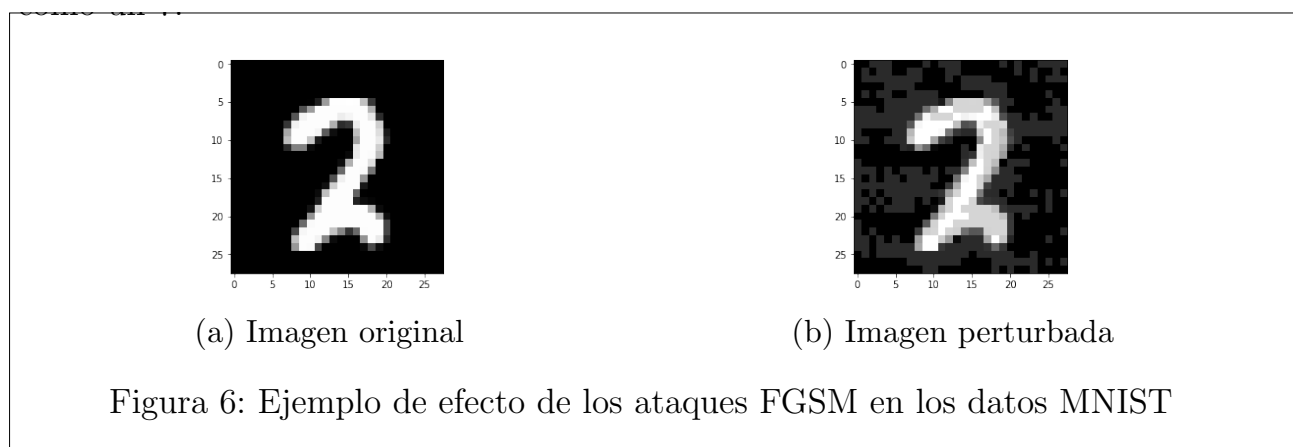 0
5
10
15
20
25
0 5 10 15 20 25
0
5
10
15
20
25
0 5 10 15 20 25
(a) Imagen original
(b) Imagen perturbada
Figura 6: Ejemplo de efecto de los ataques FGSM en los datos MNIST